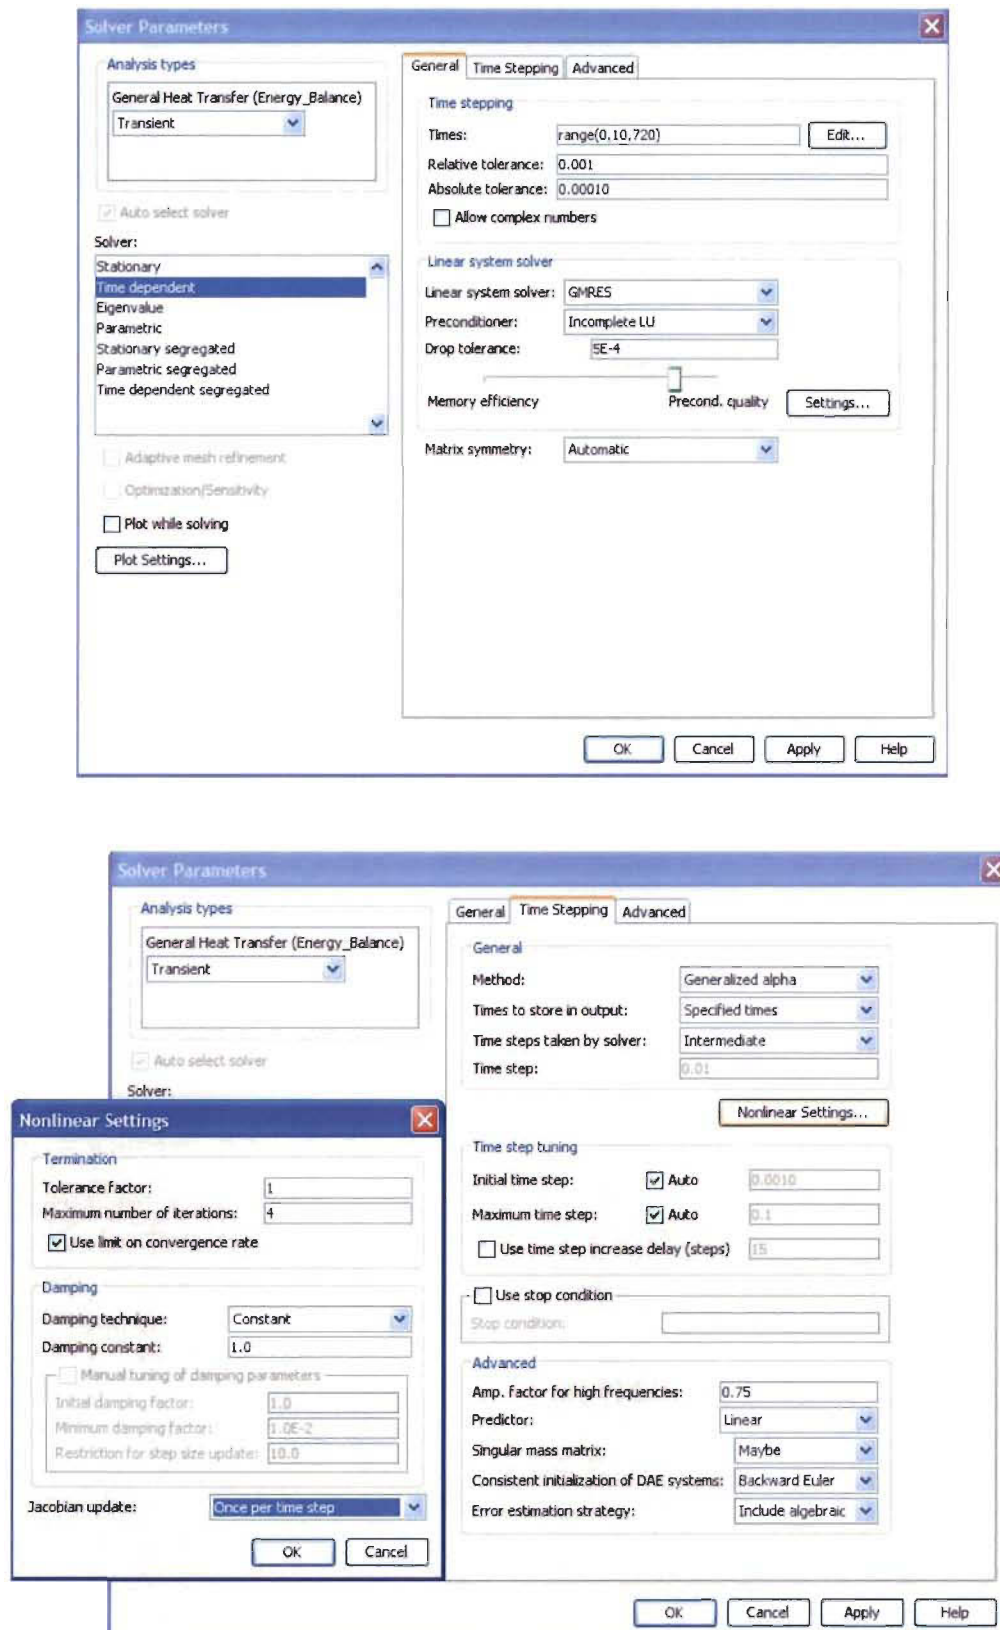 Solver Parameters
Analysis types
General Heat Transfer (Energy_Balance)
Transient
Auto select solver
Solver:
Stationary
Time dependent
Eigenvalue
Parametric
Stationary segregated
Parametric segregated
Time dependent segregated
Adaptive mesh refinement
Optimization/Sensitivity
Plot while solving
Plot Settings...
General Time Stepping Advanced
Time stepping
Times: range(0,10,720) Edit...
Relative tolerance: 0.001
Absolute tolerance: 0.00010
Allow complex numbers
Linear system solver
Linear system solver: GMRES
Preconditioner: Incomplete LU
Drop tolerance: 5E-4
Memory efficiency Precond. quality Settings...
Matrix symmetry: Automatic
OK Cancel Apply Help
Solver Parameters
Analysis types
General Heat Transfer (Energy_Balance)
Transient
Auto select solver
Solver:
General Time Stepping Advanced
General
Method: Generalized alpha
Times to store in output: Specified times
Time steps taken by solver: Intermediate
Time step: 0.01
Nonlinear Settings...
Time step tuning
Initial time step: Auto 0.0010
Maximum time step: Auto 0.1
Use time step increase delay (steps) 15
Use stop condition
Stop condition:
Advanced
Amp. factor for high frequencies: 0.75
Predictor: Linear
Singular mass matrix: Maybe
Consistent initialization of DAE systems: Backward Euler
Error estimation strategy: Include algebraic
OK Cancel Apply Help
Nonlinear Settings
Termination
Tolerance factor: 1
Maximum number of iterations: 4
Use limit on convergence rate
Damping
Damping technique: Constant
Damping constant: 1.0
Manual tuning of damping parameters
Initial damping factor: 1.0
Minimum damping factor: 1.0E-2
Restriction for step size update: 10.0
Jacobian update: Once per time step
OK Cancel